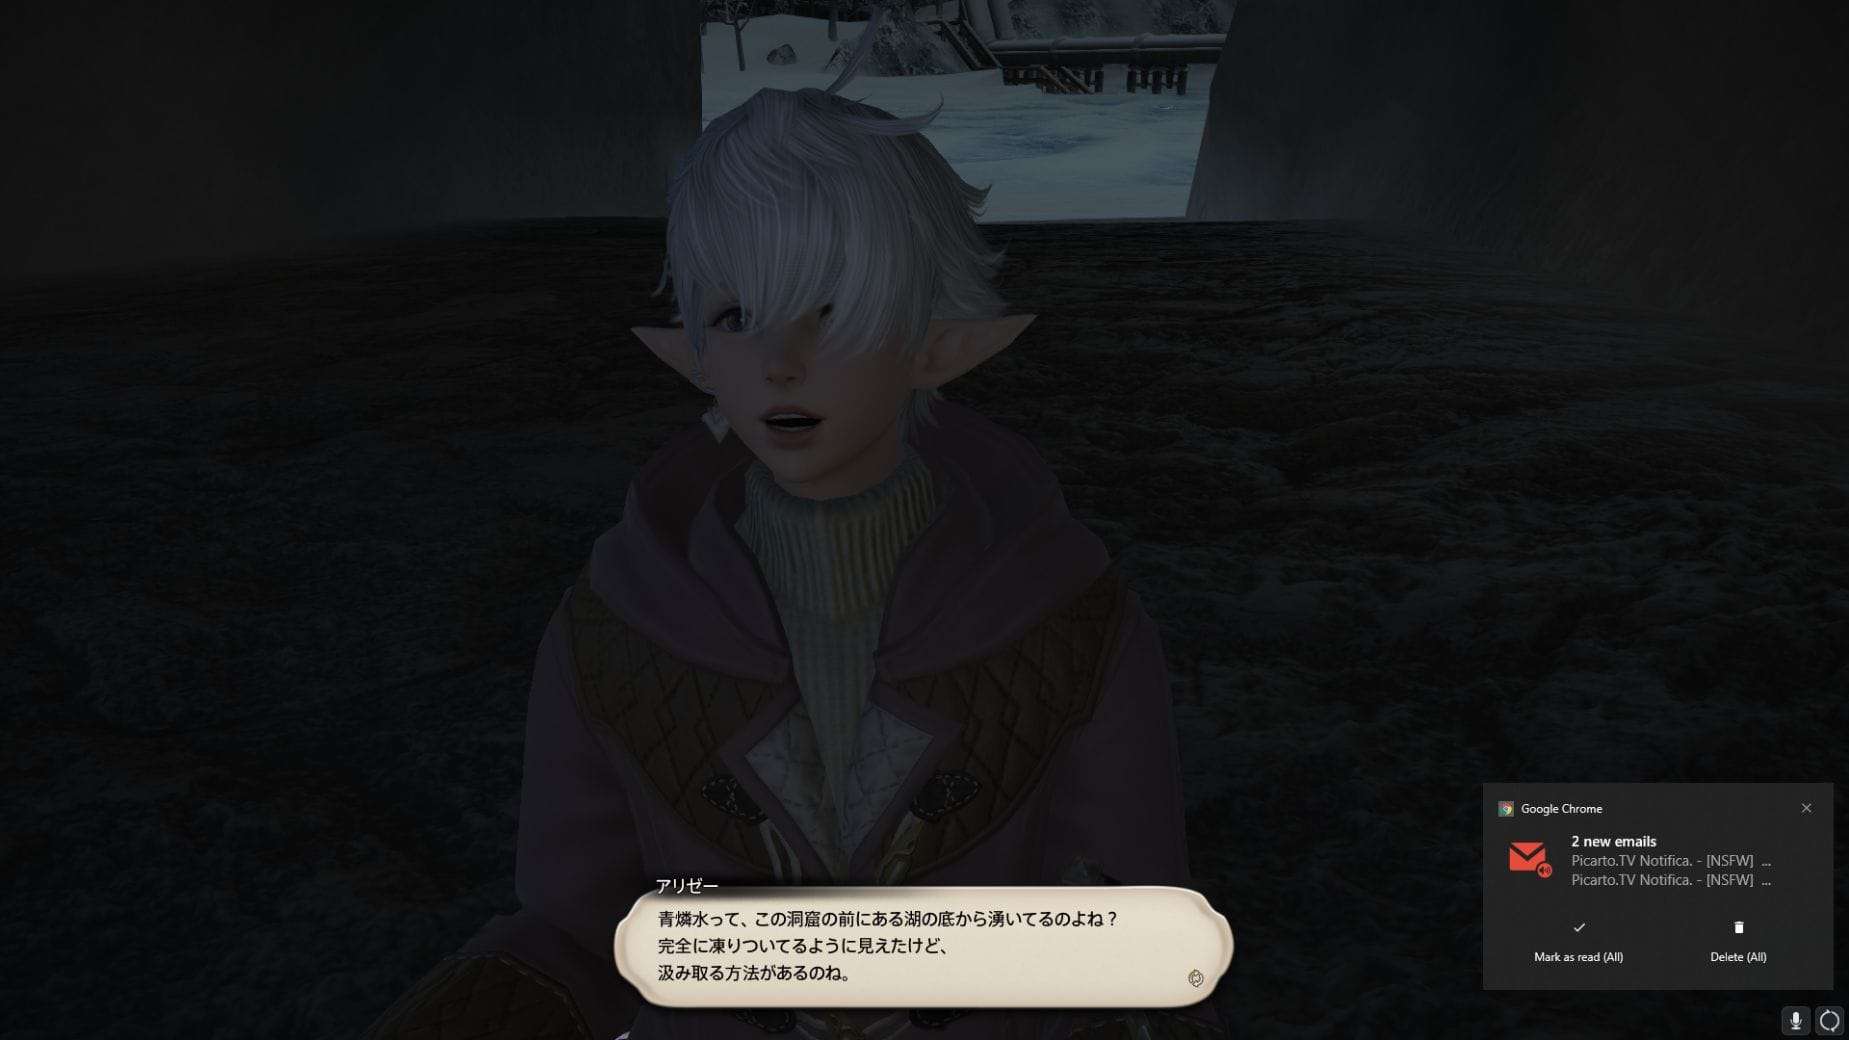 アリゼー
青燐水って、この洞窟の前にある湖の底から湧いてるのよね？
完全に凍りついてるように見えたけど、
汲み取る方法があるのね。
Google Chrome
2 new emails
Picarto.TV Notifica. - [NSFW] ...
Picarto.TV Notifica. - [NSFW] ...
Mark as read (All)
Delete (All)